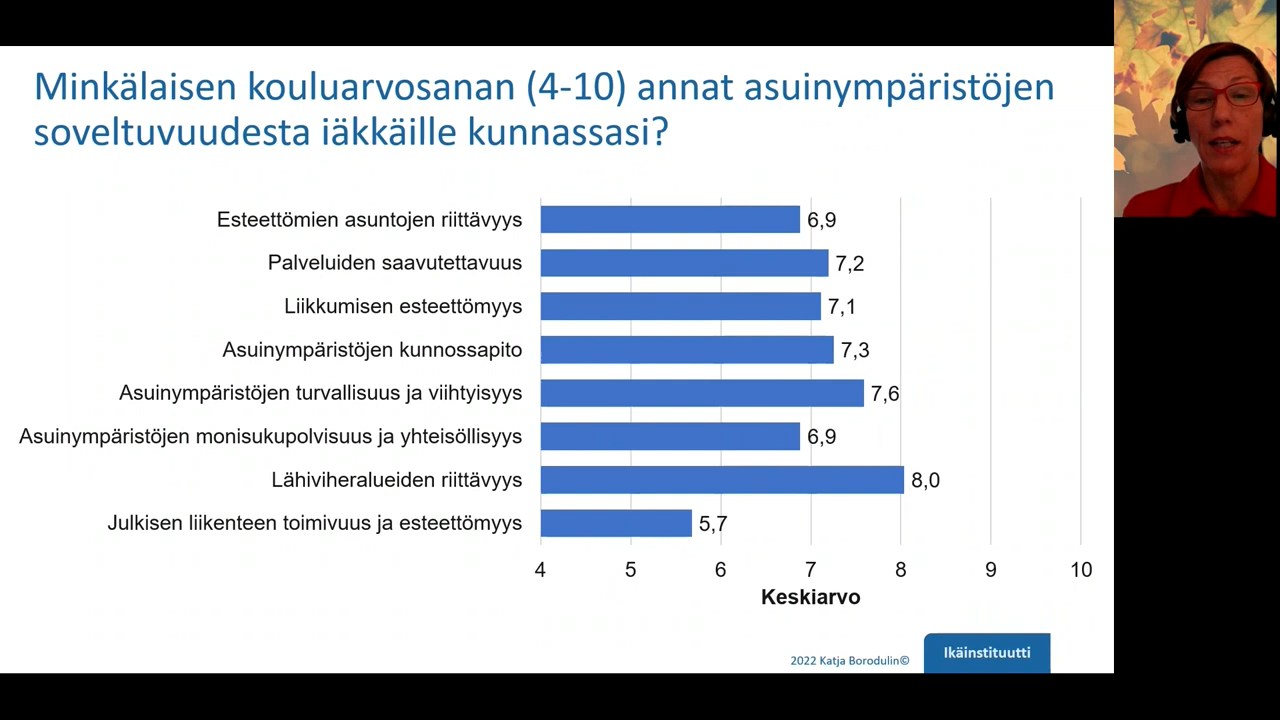 Minkälaisen kouluarvosanan (4-10) annat asuinympäristöjen
soveltuvuudesta iäkkäille kunnassasi?
Esteettömien asuntojen riittävyys 6,9
Palveluiden saavutettavuus 7,2
Liikkumisen esteettömyys 7,1
Asuinympäristöjen kunnossapito 7,3
Asuinympäristöjen turvallisuus ja viihtyisyys 7,6
Asuinympäristöjen monisukupolvisuus ja yhteisöllisyys 6,9
Lähiviheralueiden riittävyys 8,0
Julkisen liikenteen toimivuus ja esteettömyys 5,7
4 5 6 7 8 9 10
Keskiarvo
2022 Katja Borodulin©
Ikäinstituutti